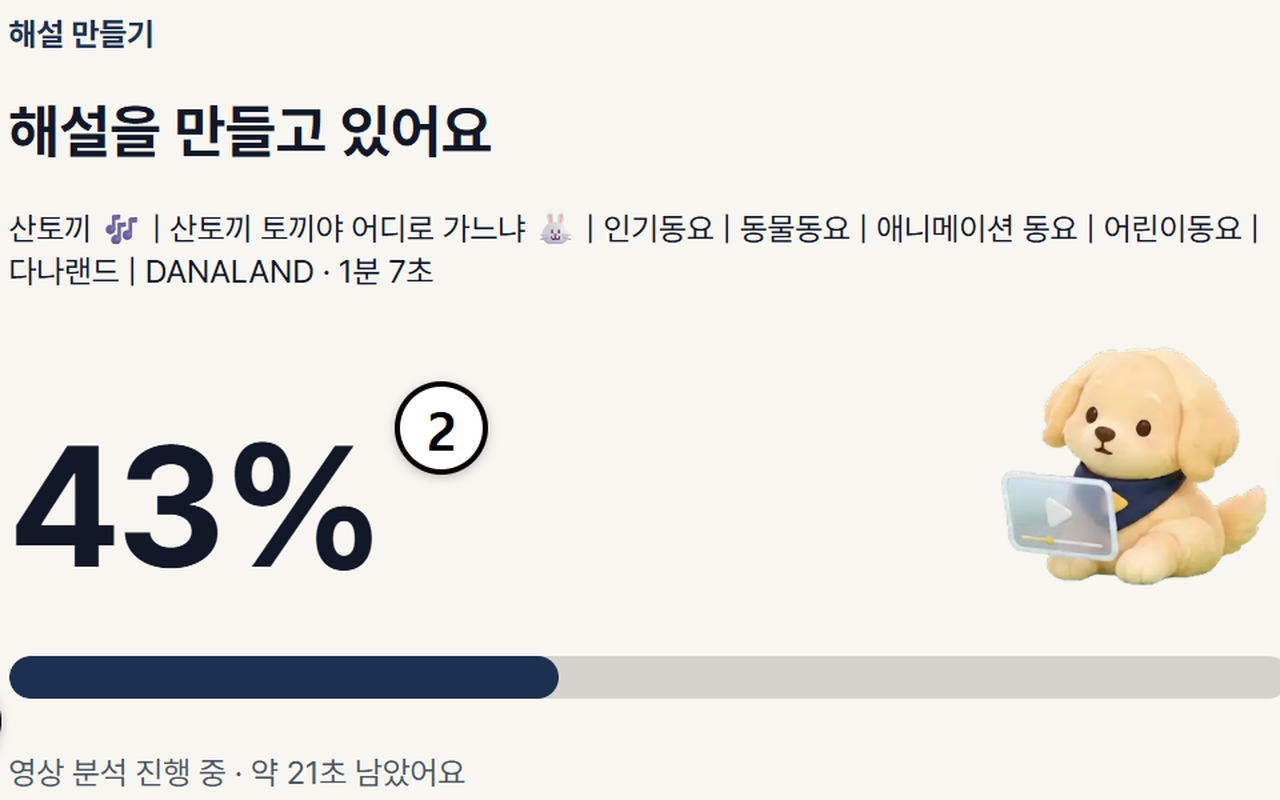 해설 만들기
해설을 만들고 있어요
산토끼 🎶 | 산토끼 토끼야 어디로 가느냐 🐰 | 인기동요 | 동물동요 | 애니메이션 동요 | 어린이동요 |
다나랜드 | DANALAND · 1분 7초
2
43%
영상 분석 진행 중 · 약 21초 남았어요